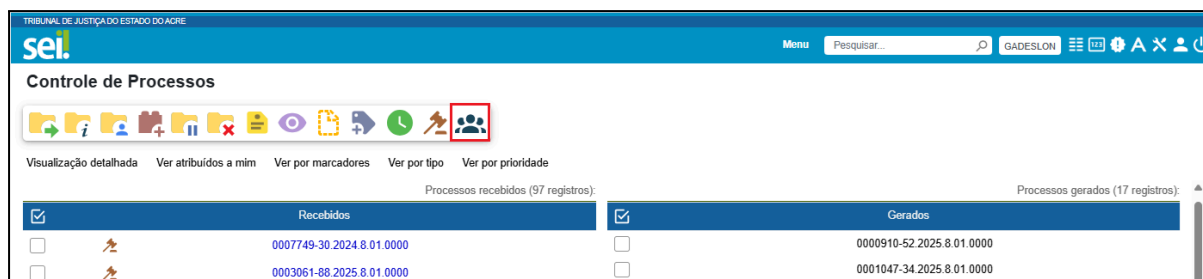 TRIBUNAL DE JUSTIÇA DO ESTADO DO ACRE
sei!
Menu Pesquisar... GADESLON 123 A
Controle de Processos
Visualização detalhada Ver atribuídos a mim Ver por marcadores Ver por tipo Ver por prioridade
Processos recebidos (97 registros): Processos gerados (17 registros):
Recebidos Gerados
0007749-30.2024.8.01.0000 0000910-52.2025.8.01.0000
0003061-88.2025.8.01.0000 0001047-34.2025.8.01.0000